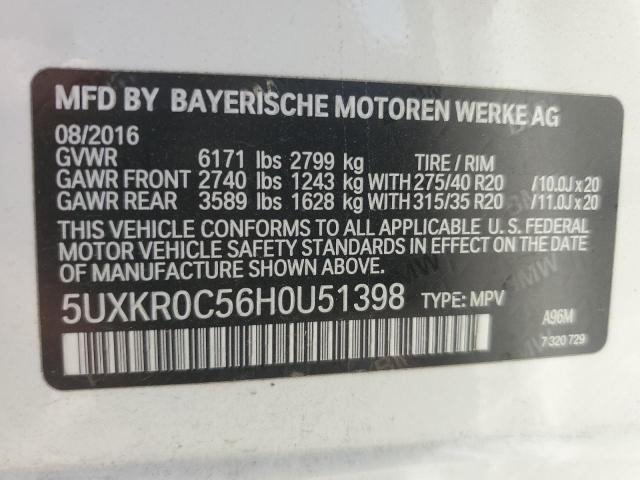 MFD BY BAYERISCHE MOTOREN WERKE AG
08/2016
GVWR 6171 lbs 2799 kg TIRE / RIM
GAWR FRONT 2740 lbs 1243 kg WITH 275/40 R20 /10.0J x 20
GAWR REAR 3589 lbs 1628 kg WITH 315/35 R20 /11.0J x 20
THIS VEHICLE CONFORMS TO ALL APPLICABLE U. S. FEDERAL
MOTOR VEHICLE SAFETY STANDARDS IN EFFECT ON THE DATE
OF MANUFACTURE SHOWN ABOVE.
5UXKR0C56H0U51398 TYPE: MPV A96M
7 320 729